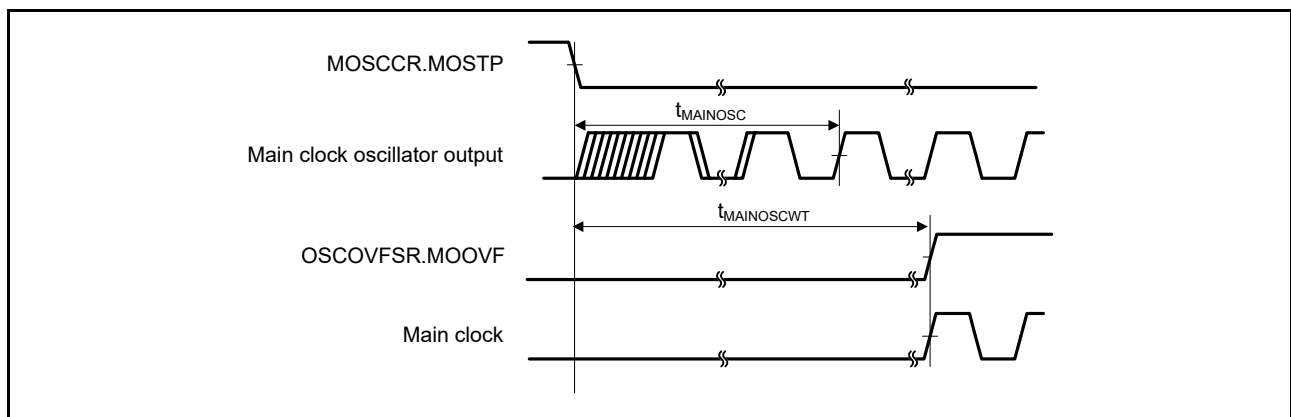 MOSCCR.MOSTP
tMAINOSC
Main clock oscillator output
tMAINOSCWT
OSCOVFSR.MOOVF
Main clock